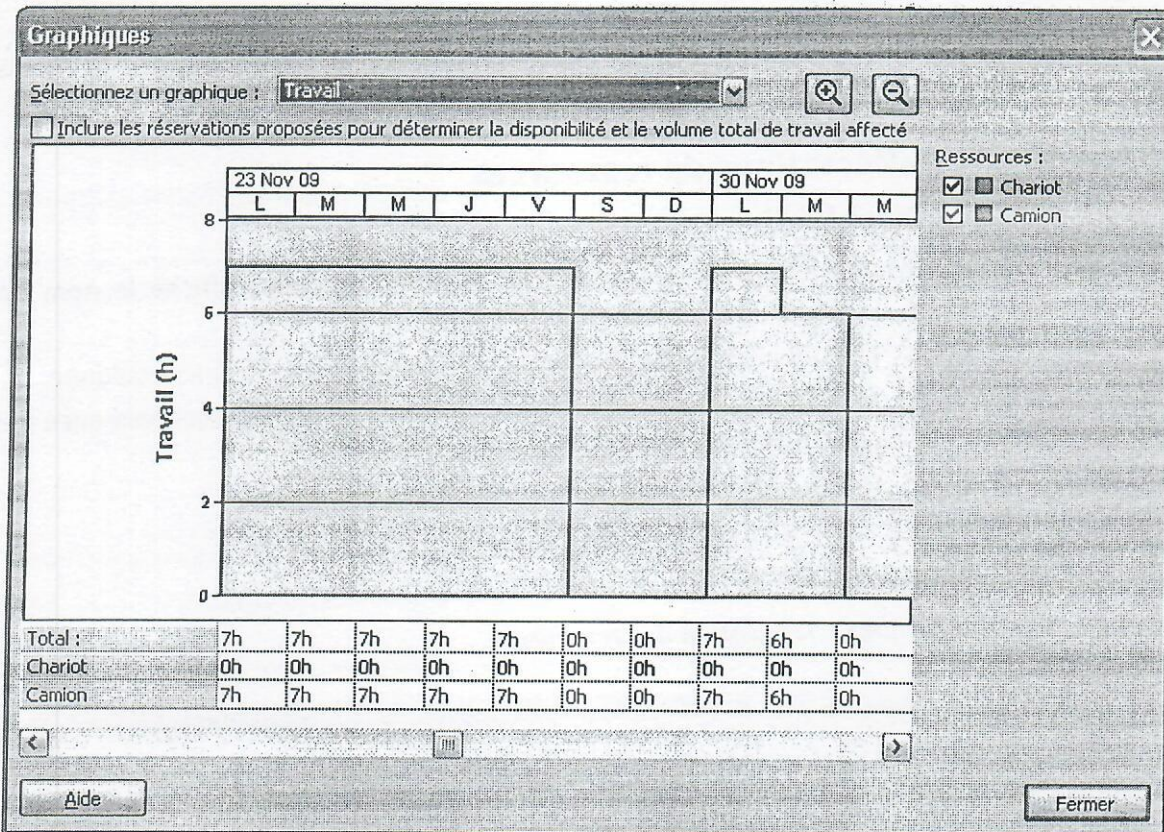 Graphiques
Sélectionnez un graphique : Travail
Inclure les réservations proposées pour déterminer la disponibilité et le volume total de travail affecté
Ressources :
Chariot
Camion
23 Nov 09 30 Nov 09
L M M J V S D L M M
8
6
4
2
0
Travail (h)
Total : 7h 7h 7h 7h 7h 0h 0h 7h 6h 0h
Chariot 0h 0h 0h 0h 0h 0h 0h 0h 0h 0h
Camion 7h 7h 7h 7h 7h 0h 0h 7h 6h 0h
Aide
Fermer